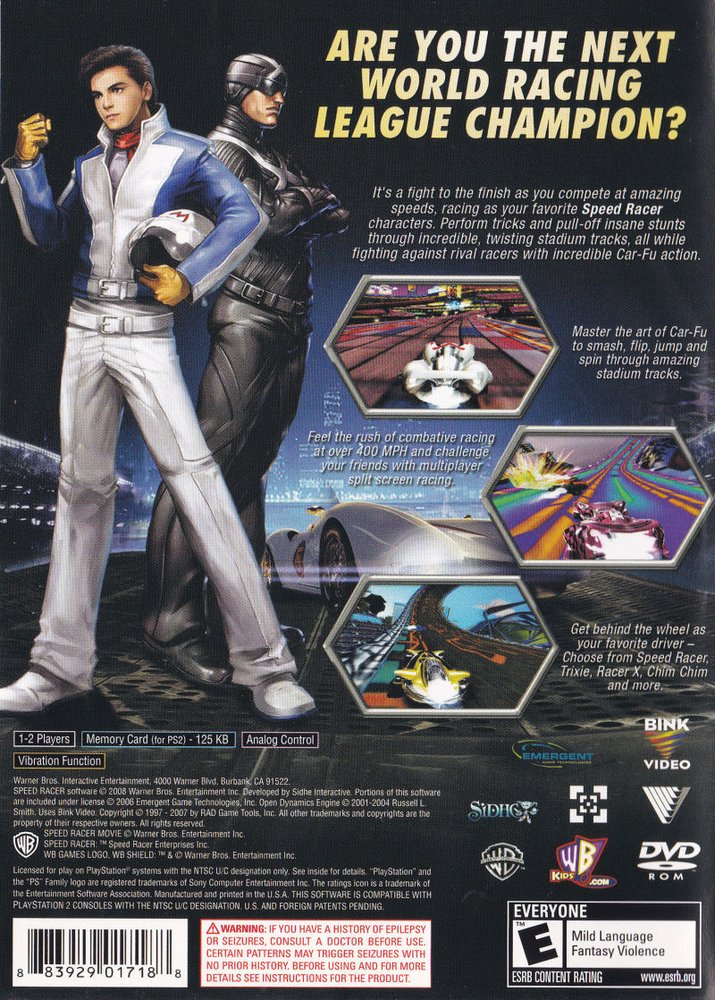 ARE YOU THE NEXT
WORLD RACING
LEAGUE CHAMPION?
It's a fight to the finish as you compete at amazing
speeds, racing as your favorite Speed Racer
characters. Perform tricks and pull-off insane stunts
through incredible, twisting stadium tracks, all while
fighting against rival racers with incredible Car-Fu action.
Master the art of Car-Fu
to smash, flip, jump and
spin through amazing
stadium tracks.
Feel the rush of combative racing
at over 400 MPH and challenge
your friends with multiplayer
split screen racing.
Get behind the wheel as
your favorite driver –
Choose from Speed Racer,
Trixie, Racer X, Chim Chim
and more.
1-2 Players
Memory Card (for PS2) - 125 KB
Analog Control
Vibration Function
EMERGENT
BINK
VIDEO
Warner Bros. Interactive Entertainment, 4000 Warner Blvd. Burbank, CA 91522.
SPEED RACER software © 2008 Warner Bros. Entertainment Inc. Developed by Sidhe Interactive. Portions of this software
are included under license © 2006 Emergent Game Technologies, Inc. Open Dynamics Engine © 2001-2004 Russell L.
Smith. Uses Bink Video. Copyright © 1997 - 2007 by RAD Game Tools, Inc. All other trademarks and copyrights are the
property of their respective owners. All rights reserved.
SPEED RACER MOVIE © Warner Bros. Entertainment Inc.
SPEED RACER: ™ Speed Racer Enterprises Inc.
WB GAMES LOGO, WB SHIELD: ™ & © Warner Bros. Entertainment Inc.
SIDHE
WB
WB
WB
KIDS
.COM
DVD
ROM
Licensed for play on PlayStation® systems with the NTSC U/C designation only. See inside for details. "PlayStation" and
the "PS" Family logo are registered trademarks of Sony Computer Entertainment Inc. The ratings icon is a trademark of
the Entertainment Software Association. Manufactured and printed in the U.S.A. THIS SOFTWARE IS COMPATIBLE WITH
PLAYSTATION 2 CONSOLES WITH THE NTSC U/C DESIGNATION. U.S. AND FOREIGN PATENTS PENDING.
8 83929 01718 8
WARNING: IF YOU HAVE A HISTORY OF EPILEPSY
OR SEIZURES, CONSULT A DOCTOR BEFORE USE.
CERTAIN PATTERNS MAY TRIGGER SEIZURES WITH
NO PRIOR HISTORY. BEFORE USING AND FOR MORE
DETAILS SEE INSTRUCTIONS FOR THE PRODUCT.
EVERYONE
E
Mild Language
Fantasy Violence
ESRB CONTENT RATING
www.esrb.org